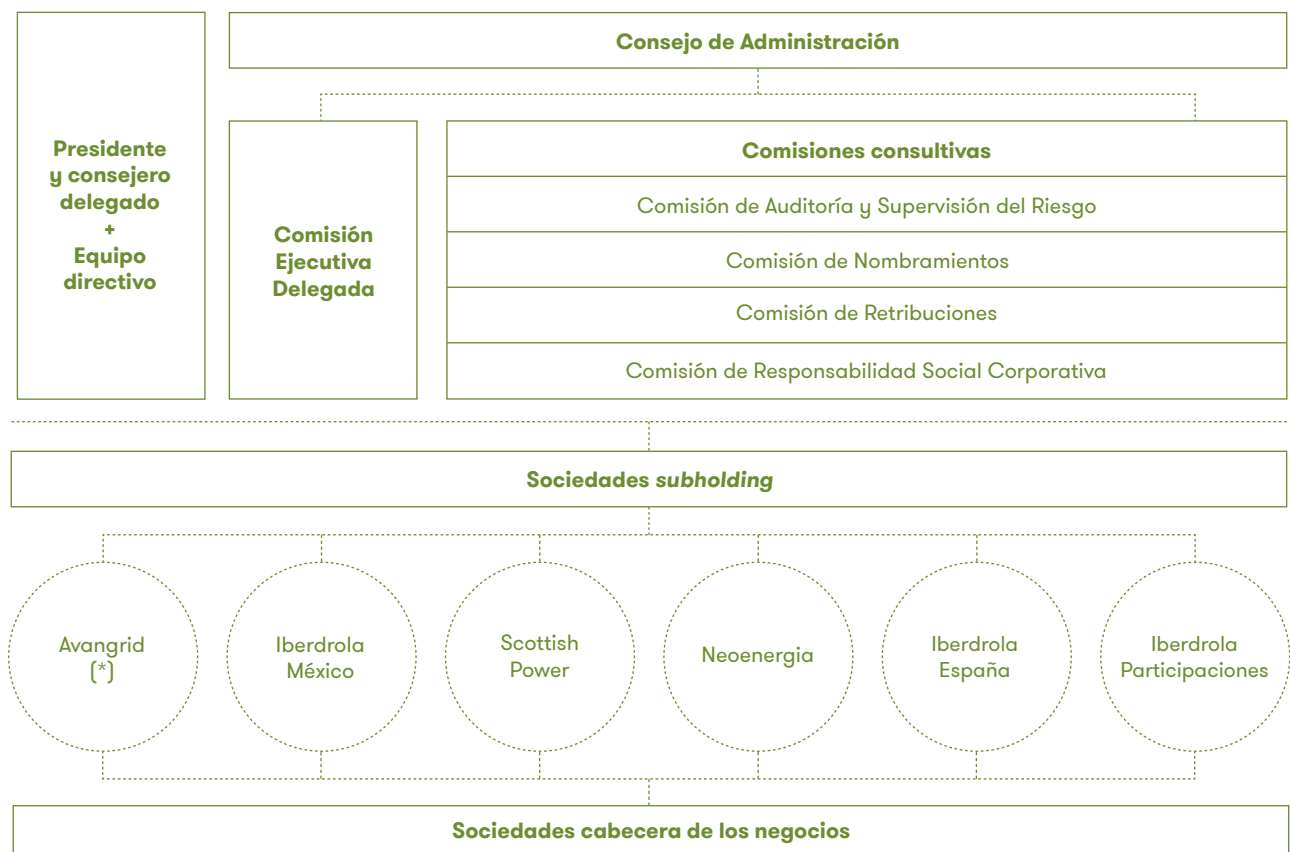 Presidente
y consejero
delegado
+
Equipo
directivo
Consejo de Administración
Comisión
Ejecutiva
Delegada
Comisiones consultivas
Comisión de Auditoría y Supervisión del Riesgo
Comisión de Nombramientos
Comisión de Retribuciones
Comisión de Responsabilidad Social Corporativa
Sociedades subholding
Avangrid
(*)
Iberdrola
México
Scottish
Power
Neoenergia
Iberdrola
España
Iberdrola
Participaciones
Sociedades cabecera de los negocios